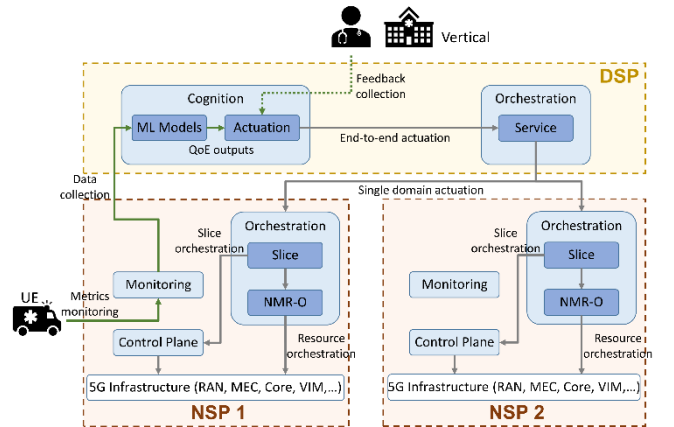 Vertical
DSP
Feedback
collection
Cognition
ML Models
Actuation
QoE outputs
End-to-end actuation
Orchestration
Service
Data
collection
Single domain actuation
Orchestration
Slice
orchestration
Slice
NMR-O
Monitoring
UE
Metrics
monitoring
Control Plane
Resource
orchestration
5G Infrastructure (RAN, MEC, Core, VIM,...)
NSP 1
Orchestration
Slice
orchestration
Slice
NMR-O
Monitoring
Control Plane
Resource
orchestration
5G Infrastructure (RAN, MEC, Core, VIM,...)
NSP 2